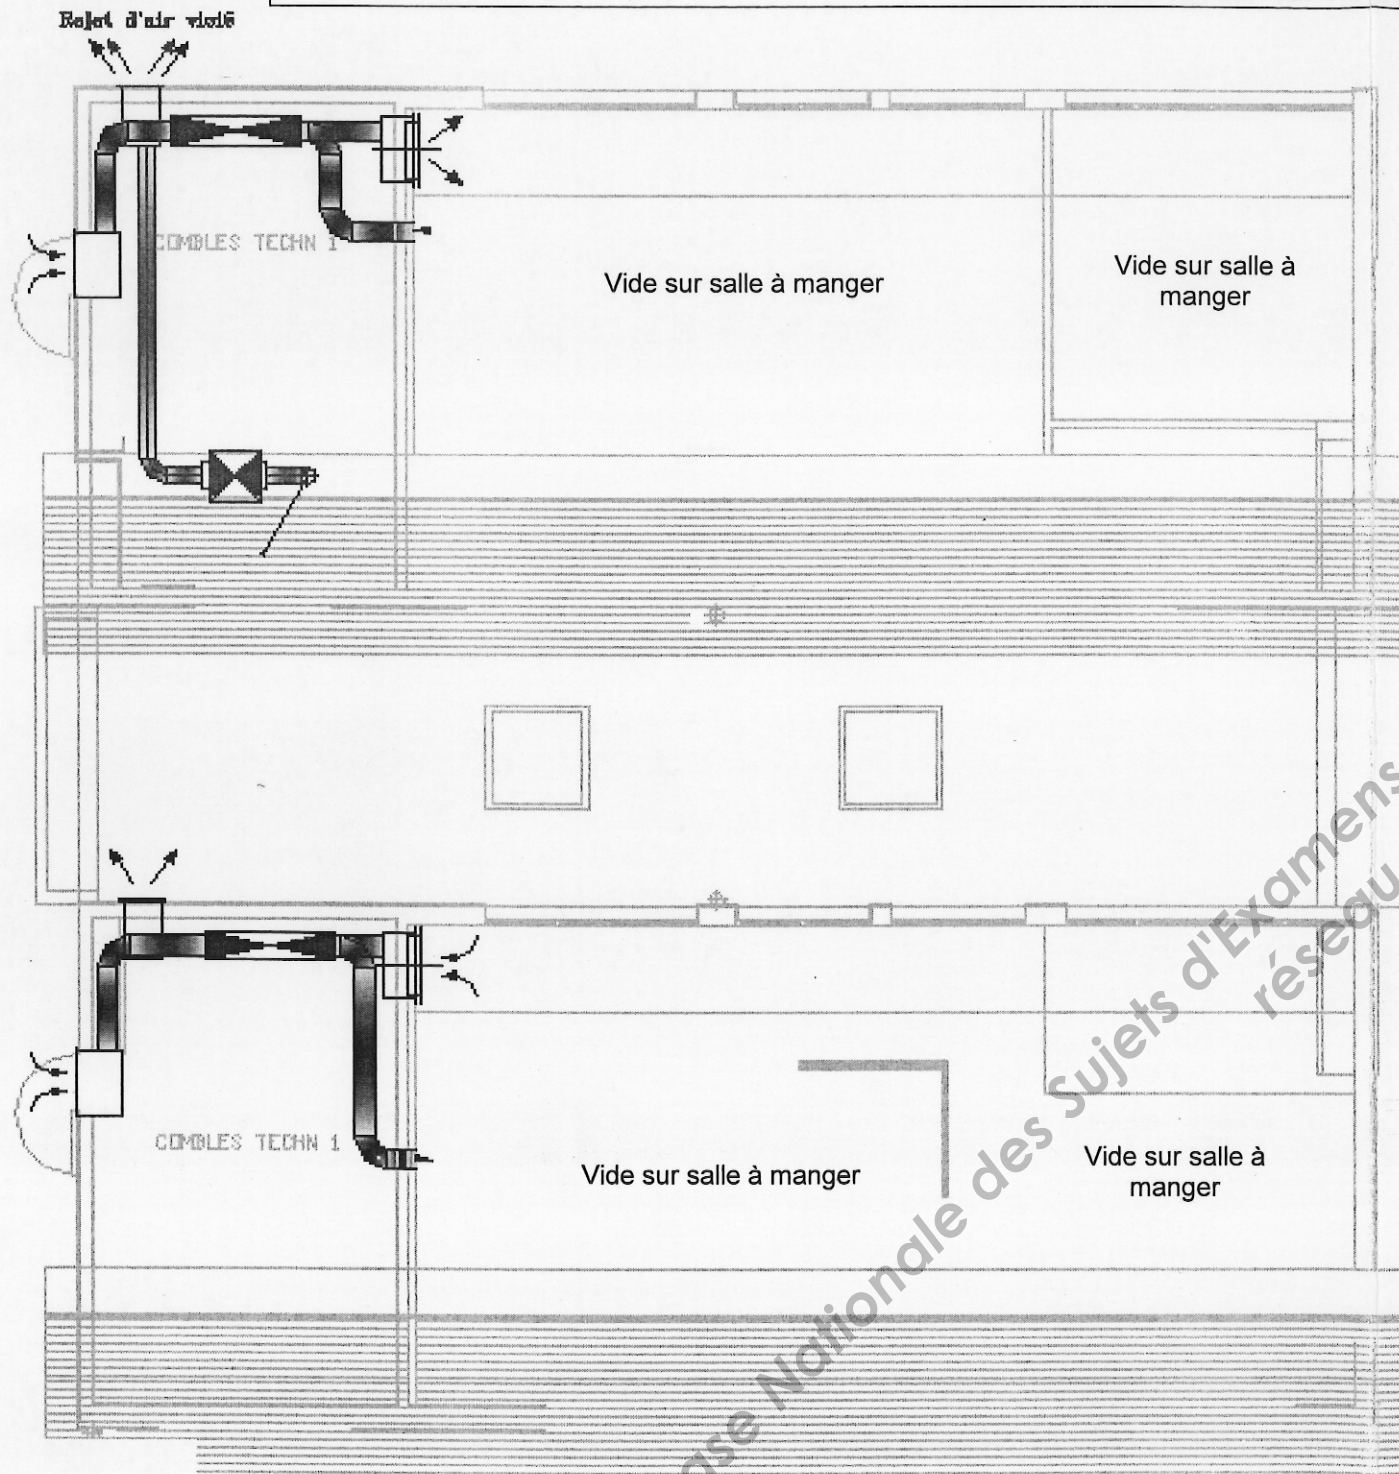 Rejet d'air vicié
COMBLES TECHN 1
Vide sur salle à manger
Vide sur salle à
manger
COMBLES TECHN 1
Vide sur salle à manger
Vide sur salle à
manger
ase Nationale des Sujets d'Examens
réseau